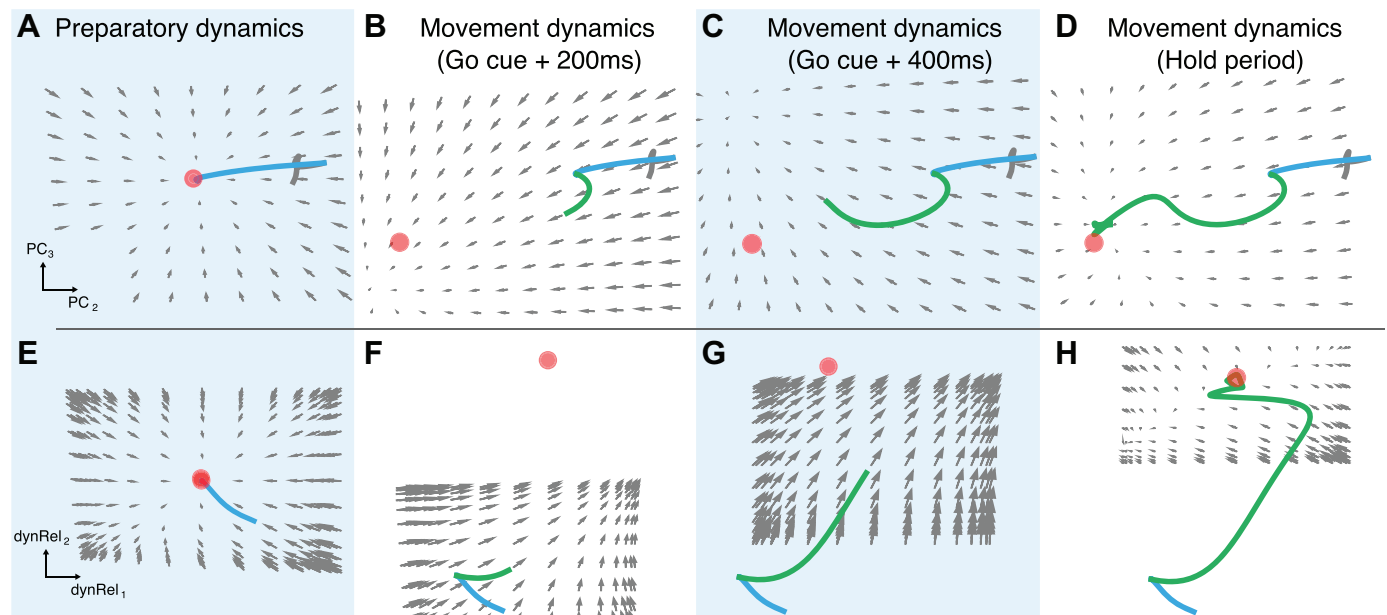 A Preparatory dynamics
B Movement dynamics
(Go cue + 200ms)
C Movement dynamics
(Go cue + 400ms)
D Movement dynamics
(Hold period)
PC3
PC2
E
F
G
H
dynRel2
dynRel1